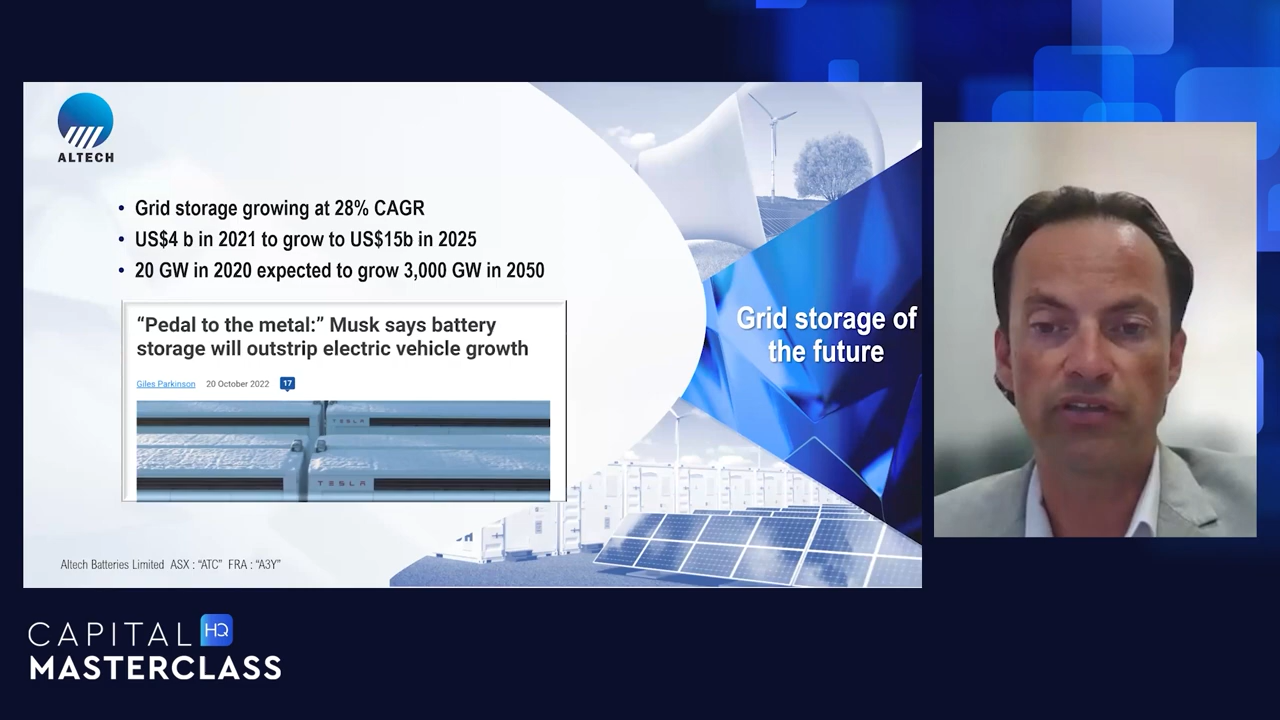 ALTECH
• Grid storage growing at 28% CAGR
• US$4 b in 2021 to grow to US$15b in 2025
• 20 GW in 2020 expected to grow 3,000 GW in 2050
“Pedal to the metal:” Musk says battery
storage will outstrip electric vehicle growth
Giles Parkinson 20 October 2022 17
TESLA
TESLA
Grid storage of
the future
Altech Batteries Limited ASX : “ATC” FRA : “A3Y”
CAPITAL HQ
MASTERCLASS